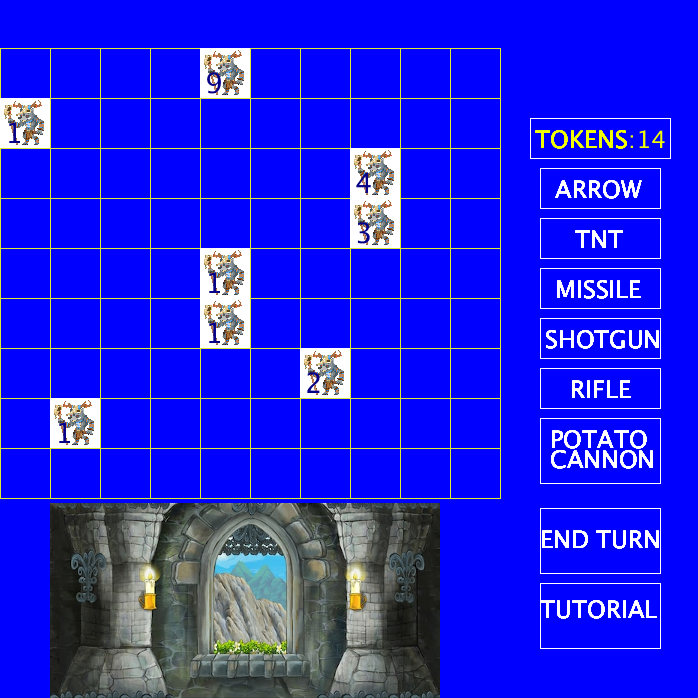 9
1
TOKENS:14
4
ARROW
3
TNT
1
MISSILE
1
SHOTGUN
2
RIFLE
1
POTATO
CANNON
END TURN
TUTORIAL